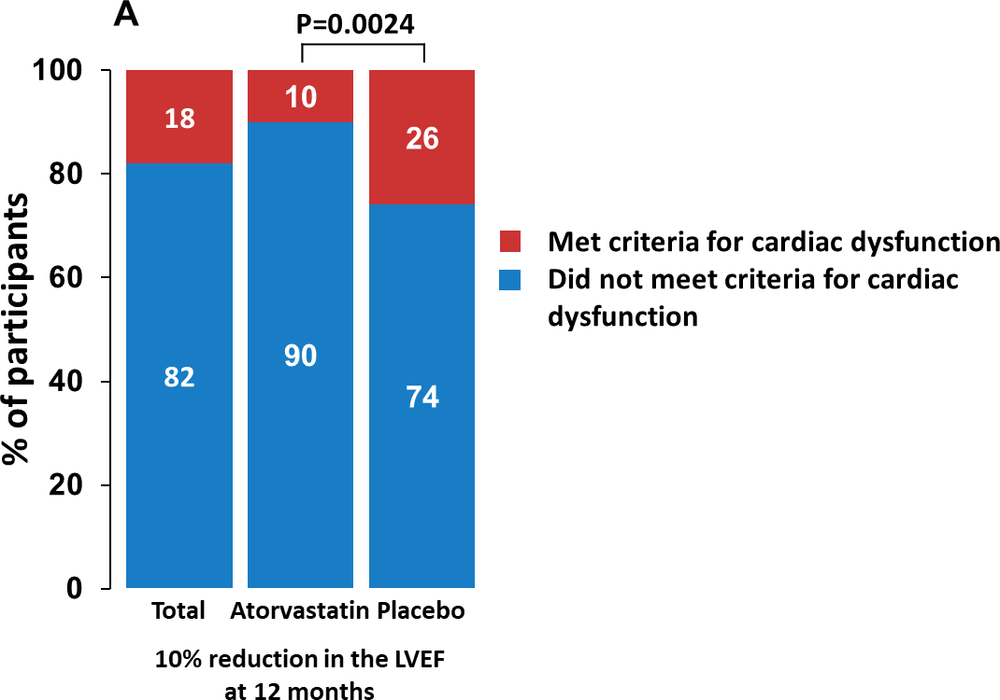 A
P=0.0024
100
80
60
40
20
0
% of participants
18
82
10
90
26
74
Met criteria for cardiac dysfunction
Did not meet criteria for cardiac
dysfunction
Total Atorvastatin Placebo
10% reduction in the LVEF
at 12 months